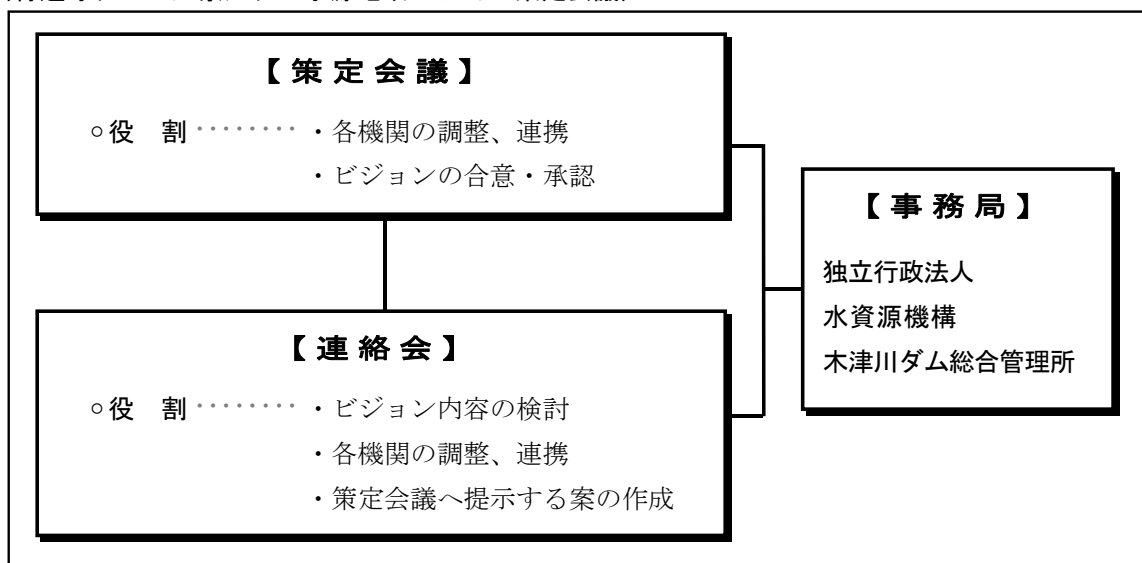 【策定会議】
○役　割‥‥‥‥・各機関の調整、連携
・ビジョンの合意・承認
【連絡会】
○役　割‥‥‥‥・ビジョン内容の検討
・各機関の調整、連携
・策定会議へ提示する案の作成
【事務局】
独立行政法人
水資源機構
木津川ダム総合管理所